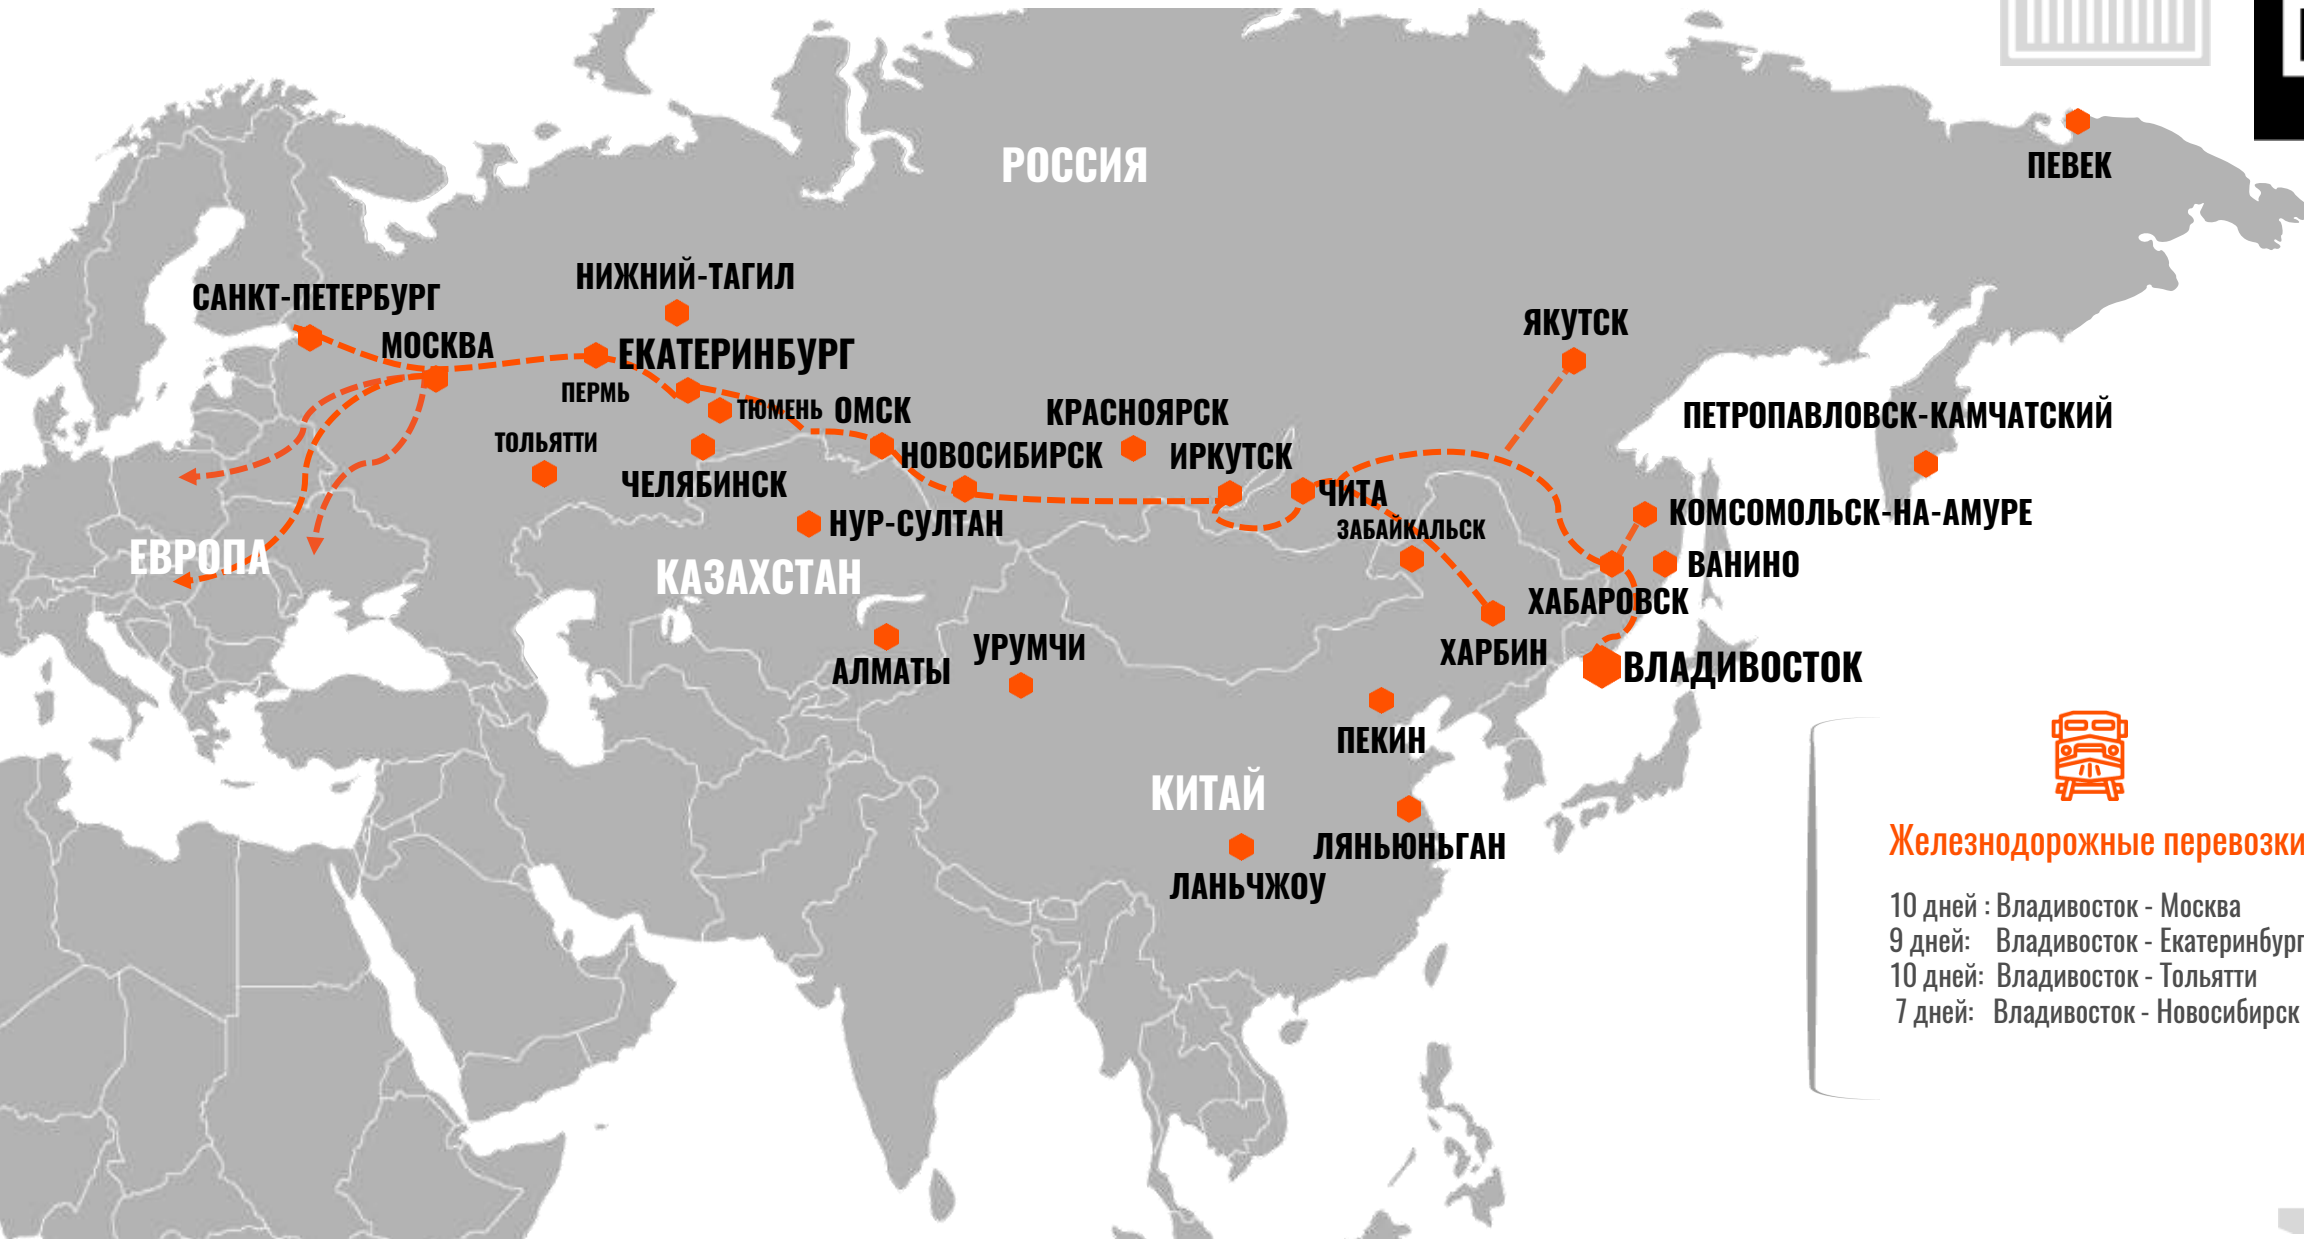 РОССИЯ
ПЕВЕК
НИЖНИЙ-ТАГИЛ
САНКТ-ПЕТЕРБУРГ
МОСКВА
ЕКАТЕРИНБУРГ
ЯКУТСК
ПЕРМЬ
ТЮМЕНЬ
ОМСК
КРАСНОЯРСК
ПЕТРОПАВЛОВСК-КАМЧАТСКИЙ
ТОЛЬЯТТИ
НОВОСИБИРСК
ИРКУТСК
ЧЕЛЯБИНСК
ЧИТА
НУР-СУЛТАН
ЗАБАЙКАЛЬСК
КОМСОМОЛЬСК-НА-АМУРЕ
ЕВРОПА
ВАНИНО
КАЗАХСТАН
ХАБАРОВСК
УРУМЧИ
ХАРБИН
АЛМАТЫ
ВЛАДИВОСТОК
ПЕКИН
КИТАЙ
ЛЯНЬЮНЬГАН
ЛАНЬЧЖОУ
Железнодорожные перевозки
10 дней : Владивосток - Москва
9 дней: Владивосток - Екатеринбург
10 дней: Владивосток - Тольятти
7 дней: Владивосток - Новосибирск